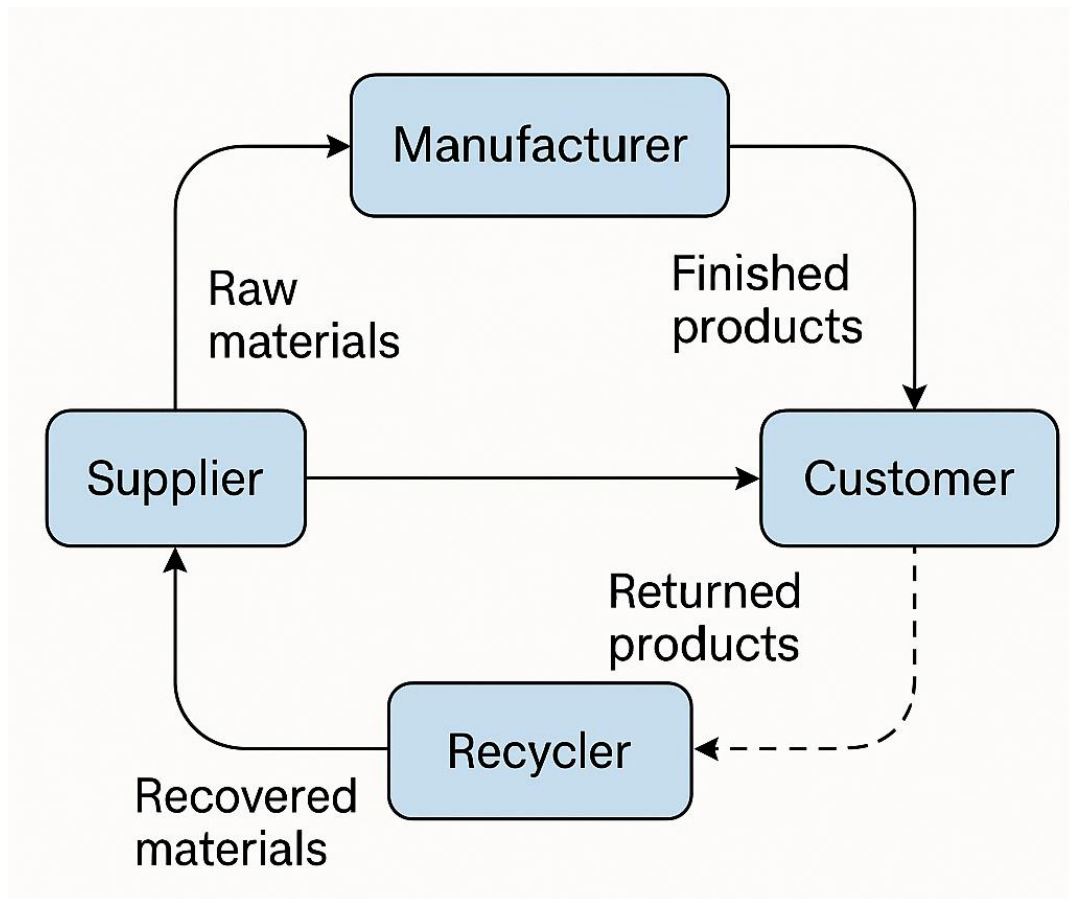 Manufacturer
Raw
materials
Finished
products
Supplier
Customer
Returned
products
Recycler
Recovered
materials